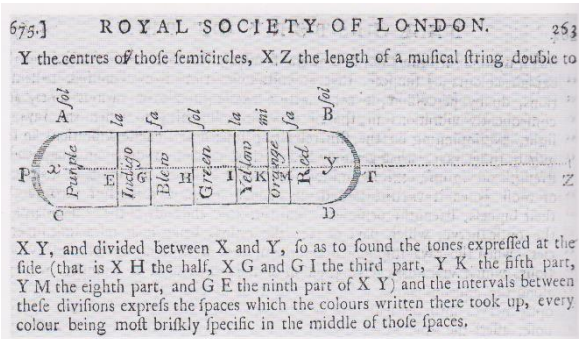 675.] ROYAL SOCIETY OF LONDON. 263
Y the centres of thoſe ſemicircles, X Z the length of a muſical ſtring double to
ſol la fa ſol la mi fa ſol
A B
P x Purple E Indigo G Blew H Green I Yellow K Orange M Red y T Z
C D
X Y, and divided between X and Y, ſo as to ſound the tones expreſſed at the
ſide (that is X H the half, X G and G I the third part, Y K the fifth part,
Y M the eighth part, and G E the ninth part of X Y) and the intervals between
theſe diviſions expreſs the ſpaces which the colours written there took up, every
colour being moſt briſkly ſpecific in the middle of thoſe ſpaces.